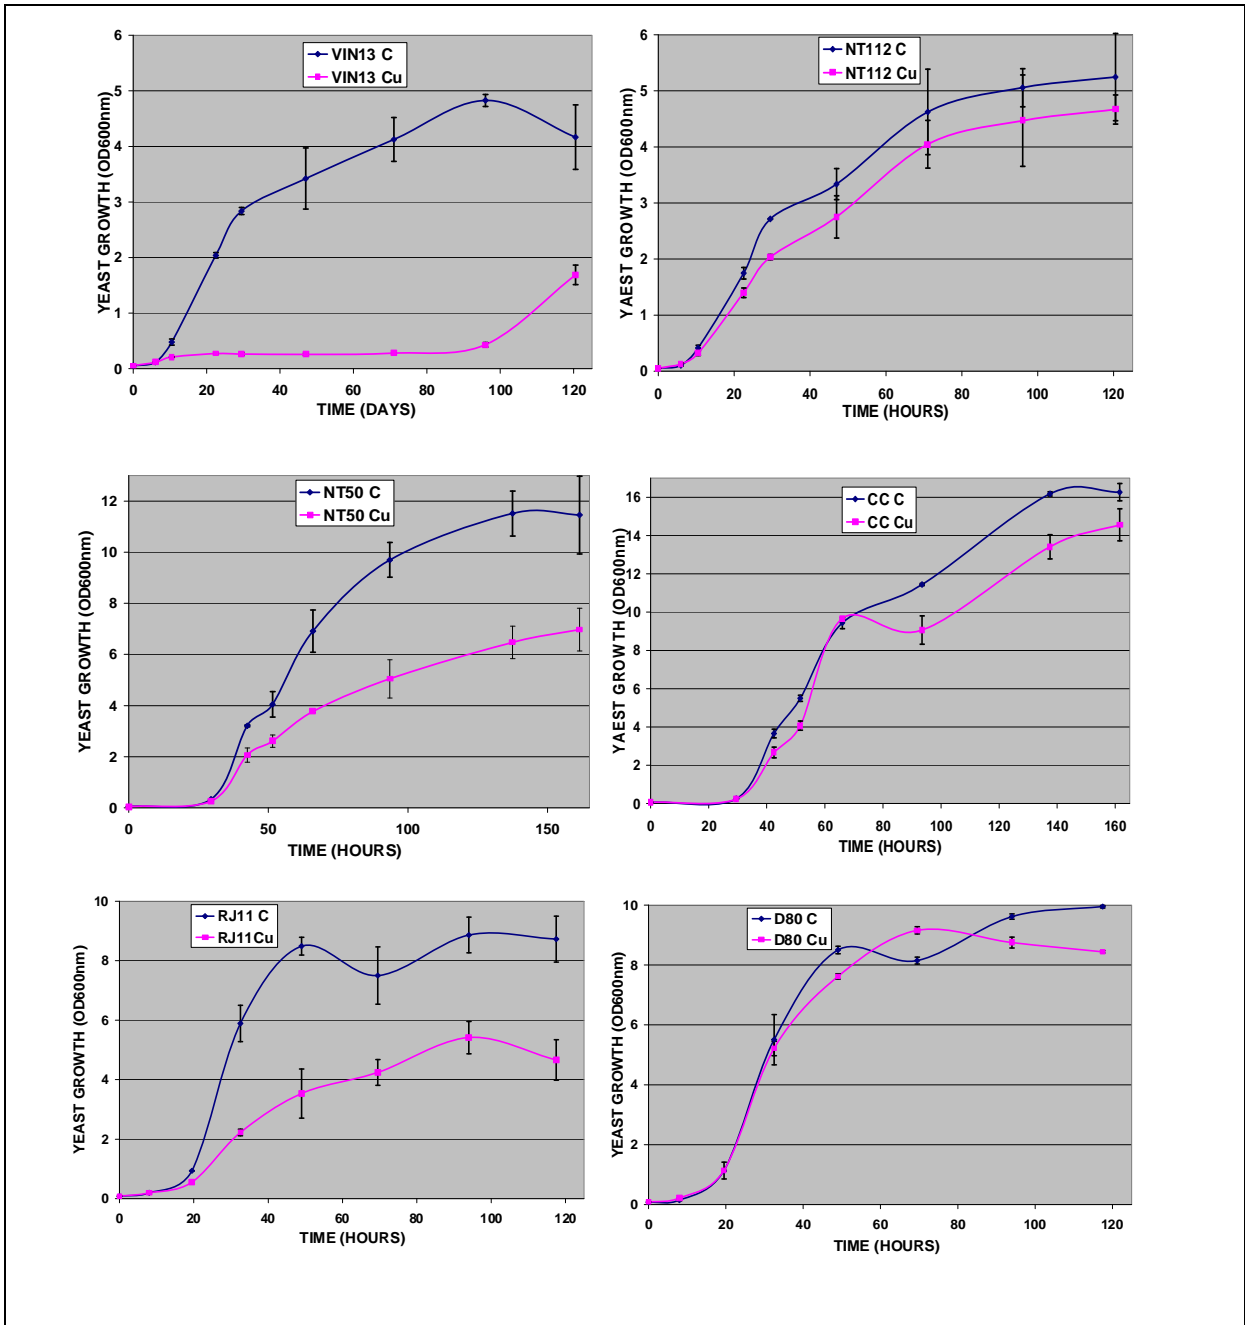 VIN13 C
VIN13 Cu
YEAST GROWTH (OD600nm)
6
5
4
3
2
1
0
0 20 40 60 80 100 120
TIME (DAYS)
NT112 C
NT112 Cu
YAEST GROWTH (OD600nm)
6
5
4
3
2
1
0
0 20 40 60 80 100 120
TIME (HOURS)
NT50 C
NT50 Cu
YEAST GROWTH (OD600nm)
12
10
8
6
4
2
0
0 50 100 150
TIME (HOURS)
CC C
CC Cu
YAEST GROWTH (OD600nm)
16
14
12
10
8
6
4
2
0
0 20 40 60 80 100 120 140 160
TIME (HOURS)
RJ11 C
RJ11Cu
YEAST GROWTH (OD600nm)
10
8
6
4
2
0
0 20 40 60 80 100 120
TIME (HOURS)
D80 C
D80 Cu
YEAST GROWTH (OD600nm)
10
8
6
4
2
0
0 20 40 60 80 100 120
TIME (HOURS)